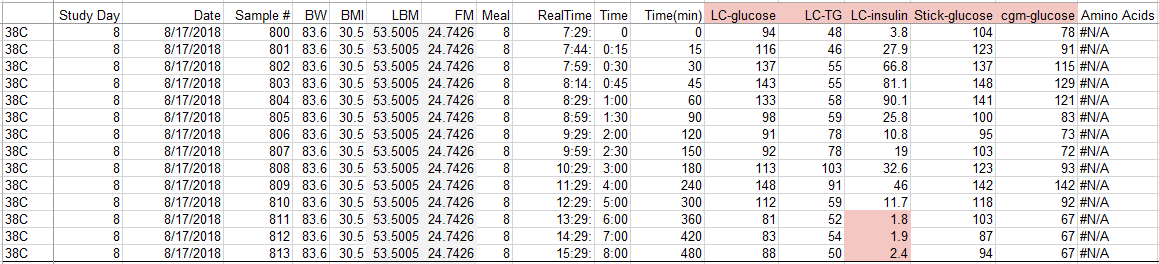 Study Day Date Sample # BW BMI LBM FM Meal RealTime Time Time(min) LC-glucose LC-TG LC-insulin Stick-glucose cgm-glucose Amino Acids
38C 8 8/17/2018 800 83.6 30.5 53.5005 24.7426 8 7:29: 0 0 94 48 3.8 104 78 #N/A
38C 8 8/17/2018 801 83.6 30.5 53.5005 24.7426 8 7:44: 0:15 15 116 46 27.9 123 91 #N/A
38C 8 8/17/2018 802 83.6 30.5 53.5005 24.7426 8 7:59: 0:30 30 137 55 66.8 137 115 #N/A
38C 8 8/17/2018 803 83.6 30.5 53.5005 24.7426 8 8:14: 0:45 45 143 55 81.1 148 129 #N/A
38C 8 8/17/2018 804 83.6 30.5 53.5005 24.7426 8 8:29: 1:00 60 133 58 90.1 141 121 #N/A
38C 8 8/17/2018 805 83.6 30.5 53.5005 24.7426 8 8:59: 1:30 90 98 59 25.8 100 83 #N/A
38C 8 8/17/2018 806 83.6 30.5 53.5005 24.7426 8 9:29: 2:00 120 91 78 10.8 95 73 #N/A
38C 8 8/17/2018 807 83.6 30.5 53.5005 24.7426 8 9:59: 2:30 150 92 78 19 103 72 #N/A
38C 8 8/17/2018 808 83.6 30.5 53.5005 24.7426 8 10:29: 3:00 180 113 103 32.6 123 93 #N/A
38C 8 8/17/2018 809 83.6 30.5 53.5005 24.7426 8 11:29: 4:00 240 148 91 46 142 142 #N/A
38C 8 8/17/2018 810 83.6 30.5 53.5005 24.7426 8 12:29: 5:00 300 112 59 11.7 118 92 #N/A
38C 8 8/17/2018 811 83.6 30.5 53.5005 24.7426 8 13:29: 6:00 360 81 52 1.8 103 67 #N/A
38C 8 8/17/2018 812 83.6 30.5 53.5005 24.7426 8 14:29: 7:00 420 83 54 1.9 87 67 #N/A
38C 8 8/17/2018 813 83.6 30.5 53.5005 24.7426 8 15:29: 8:00 480 88 50 2.4 94 67 #N/A